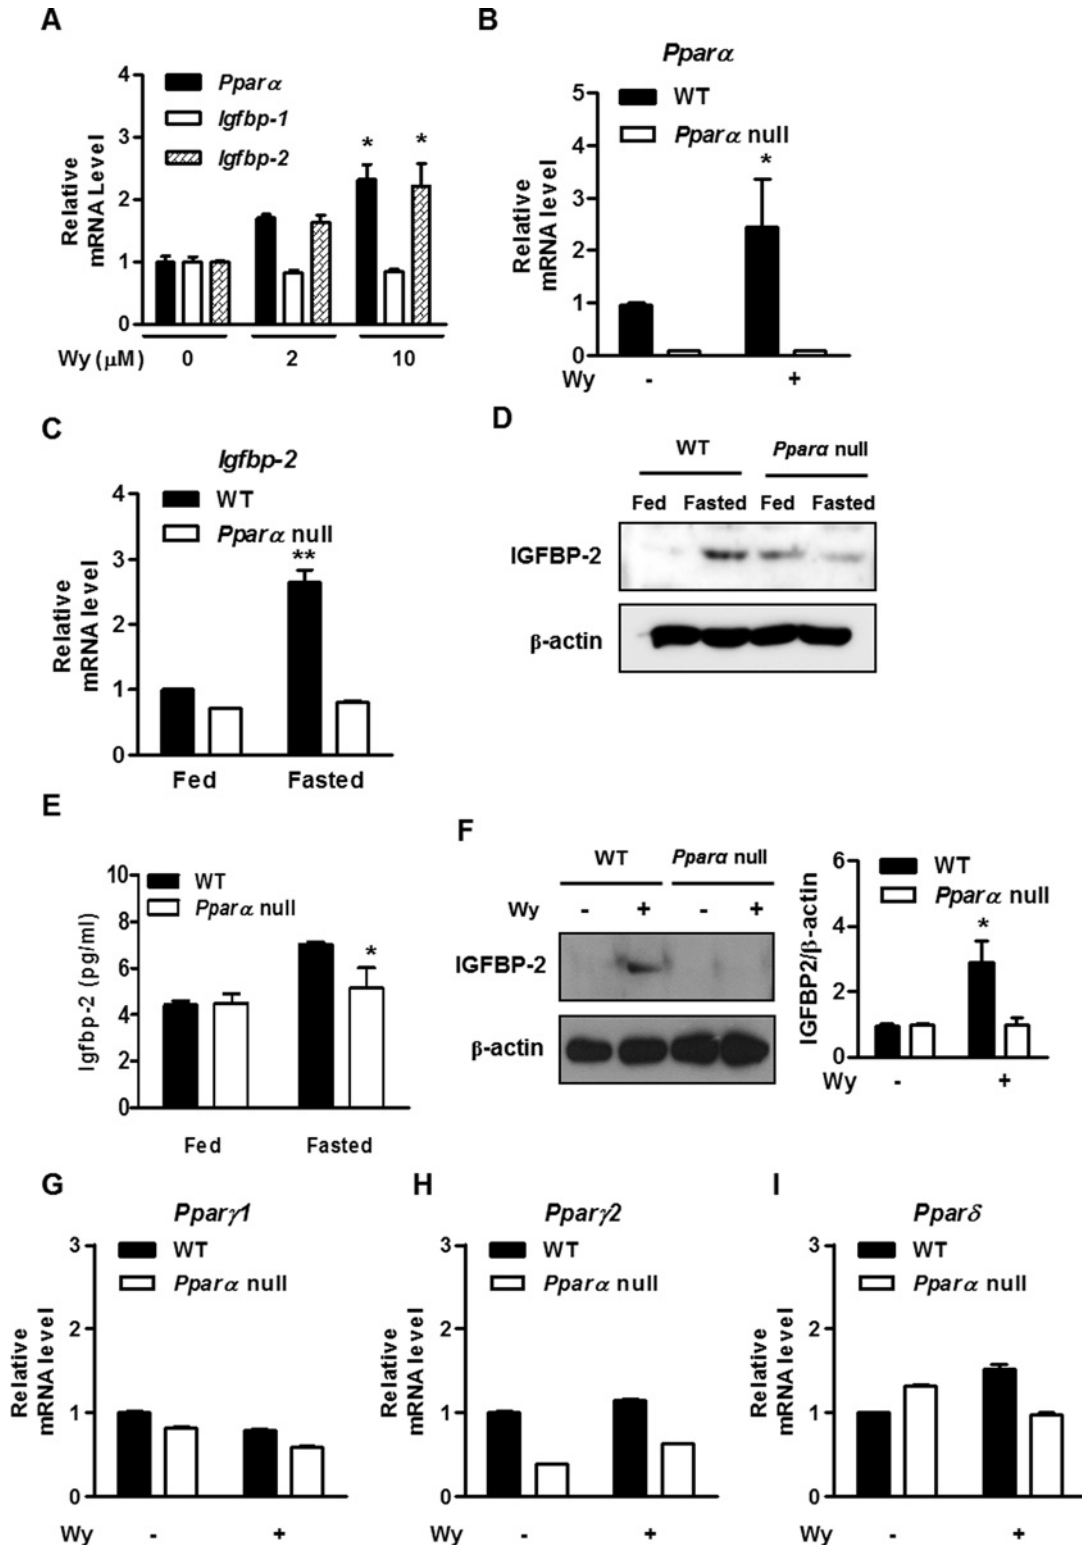 A
Relative
mRNA Level
4
3
2
1
0
Pparα
Igfbp-1
Igfbp-2
*
*
Wy (μM)
0
2
10
B
Pparα
Relative
mRNA level
5
4
3
2
1
0
WT
Pparα null
*
Wy
-
+
C
Igfbp-2
Relative
mRNA level
4
3
2
1
0
WT
Pparα null
**
Fed
Fasted
D
WT
Pparα null
Fed
Fasted
Fed
Fasted
IGFBP-2
β-actin
E
Igfbp-2 (pg/ml)
10
8
6
4
2
0
WT
Pparα null
*
Fed
Fasted
F
WT
Pparα null
Wy
-
+
-
+
IGFBP-2
β-actin
IGFBP2/β-actin
6
4
2
0
WT
Pparα null
*
Wy
-
+
G
Pparγ1
Relative
mRNA level
3
2
1
0
WT
Pparα null
Wy
-
+
H
Pparγ2
Relative
mRNA level
3
2
1
0
WT
Pparα null
Wy
-
+
I
Pparδ
Relative
mRNA level
3
2
1
0
WT
Pparα null
Wy
-
+